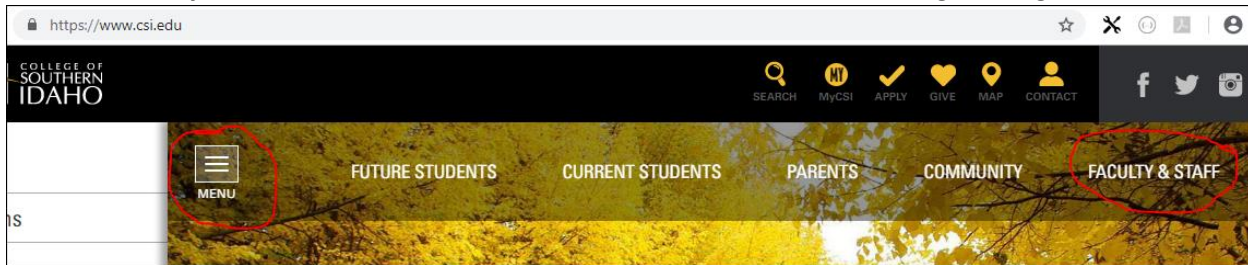 https://www.csi.edu
COLLEGE OF
SOUTHERN
IDAHO
SEARCH MyCSI APPLY GIVE MAP CONTACT
MENU FUTURE STUDENTS CURRENT STUDENTS PARENTS COMMUNITY FACULTY & STAFF